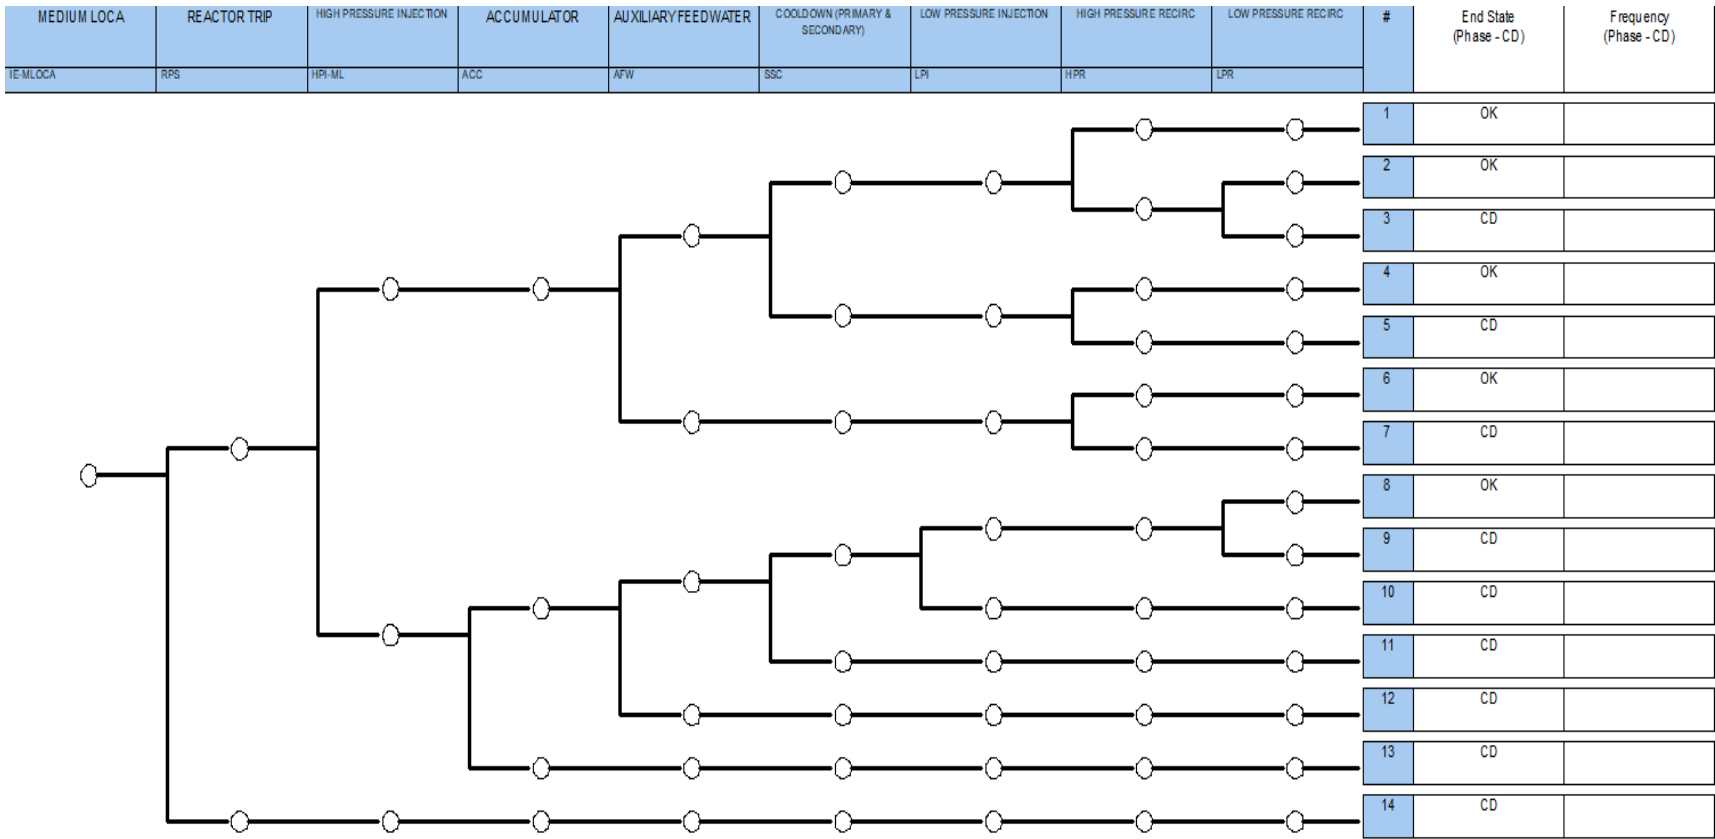 MEDIUM LOCA
REACTOR TRIP
HIGH PRESSURE INJECTION
ACCUMULATOR
AUXILIARY FEEDWATER
COOLDOWN (PRIMARY &
SECONDARY)
LOW PRESSURE INJECTION
HIGH PRESSURE RECIRC
LOW PRESSURE RECIRC
#
End State
(Phase - CD)
Frequency
(Phase - CD)
IE-MLOCA
RPS
HPI-ML
ACC
AFW
SSC
LPI
HPR
LPR
1 OK
2 OK
3 CD
4 OK
5 CD
6 OK
7 CD
8 OK
9 CD
10 CD
11 CD
12 CD
13 CD
14 CD